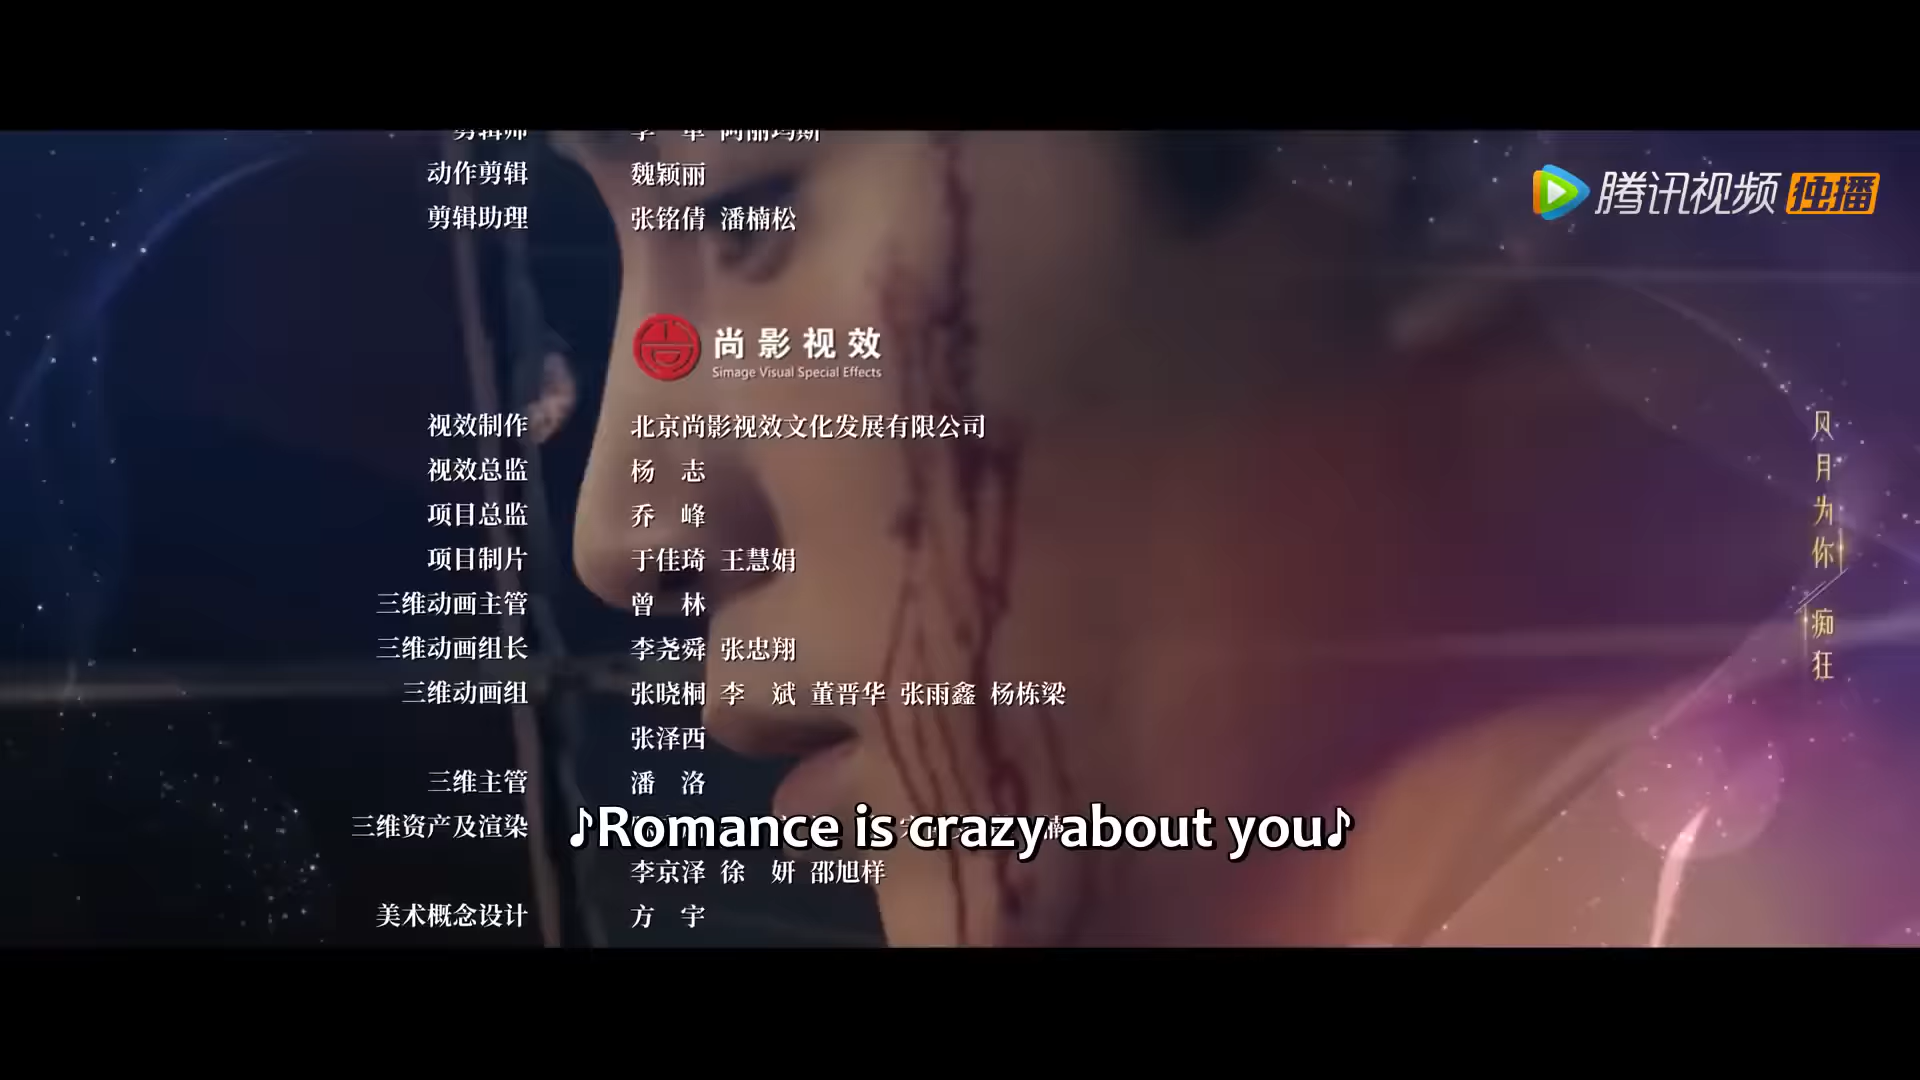 动作剪辑 魏颖丽
剪辑助理 张铭倩 潘楠松
腾讯视频 独播
尚影视效
Simage Visual Special Effects
视效制作 北京尚影视效文化发展有限公司
视效总监 杨 志
项目总监 乔 峰
项目制片 于佳琦 王慧娟
三维动画主管 曾 林
三维动画组长 李尧舜 张忠翔
三维动画组 张晓桐 李 斌 董晋华 张雨鑫 杨栋梁
张泽西
三维主管 潘 洛
三维资产及渲染
♪Romance is crazy about you♪
李京泽 徐 妍 邵旭样
美术概念设计 方 宇
风月为你 痴狂